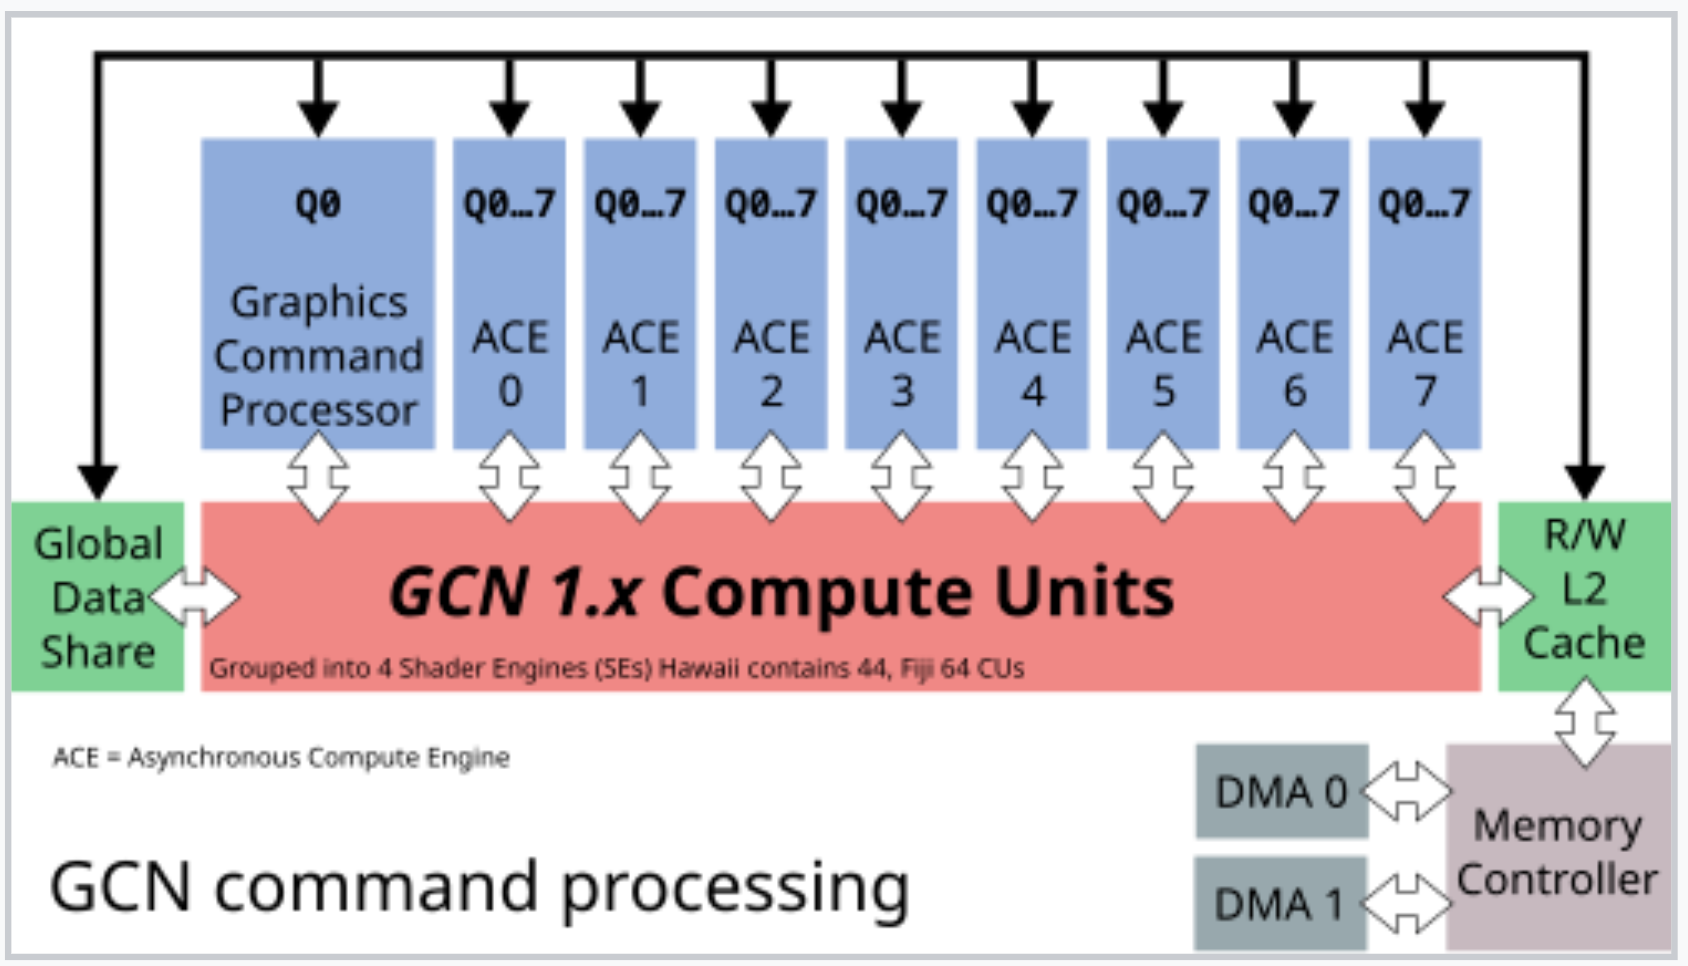 Q0
Graphics
Command
Processor
Q0…7
ACE
0
Q0…7
ACE
1
Q0…7
ACE
2
Q0…7
ACE
3
Q0…7
ACE
4
Q0…7
ACE
5
Q0…7
ACE
6
Q0…7
ACE
7
Global
Data
Share
GCN 1.x Compute Units
Grouped into 4 Shader Engines (SEs) Hawaii contains 44, Fiji 64 CUs
R/W
L2
Cache
ACE = Asynchronous Compute Engine
GCN command processing
DMA 0
DMA 1
Memory
Controller